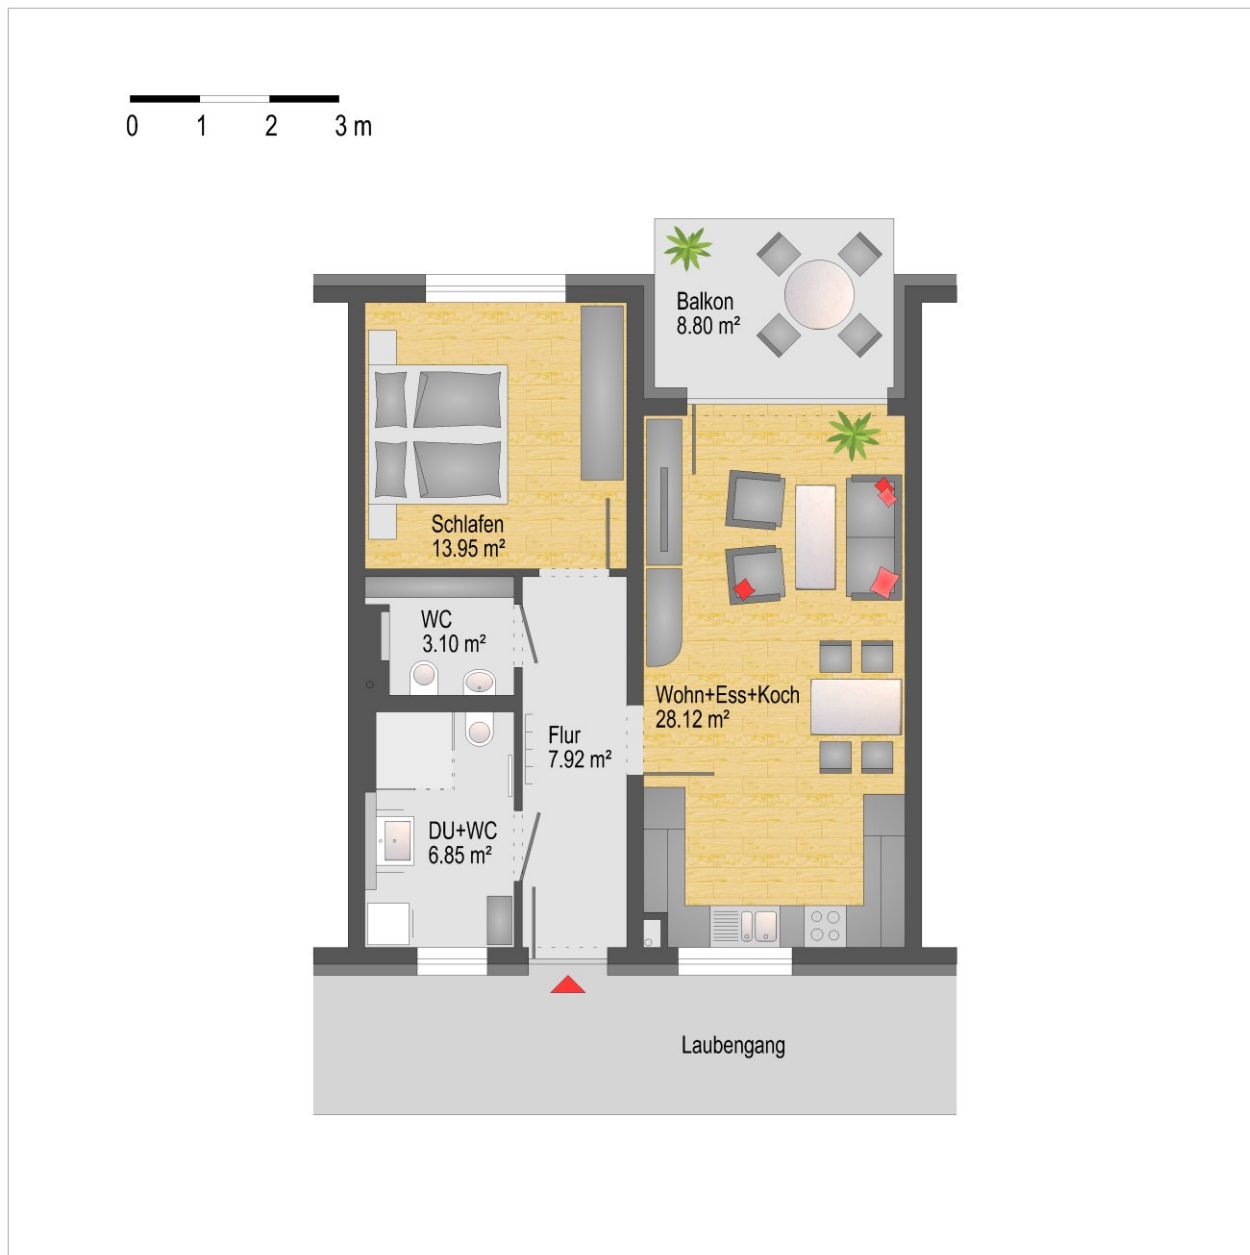 0 1 2 3 m
Balkon
8.80 m²
Schlafen
13.95 m²
WC
3.10 m²
Wohn+Ess+Koch
28.12 m²
Flur
7.92 m²
DU+WC
6.85 m²
Laubengang